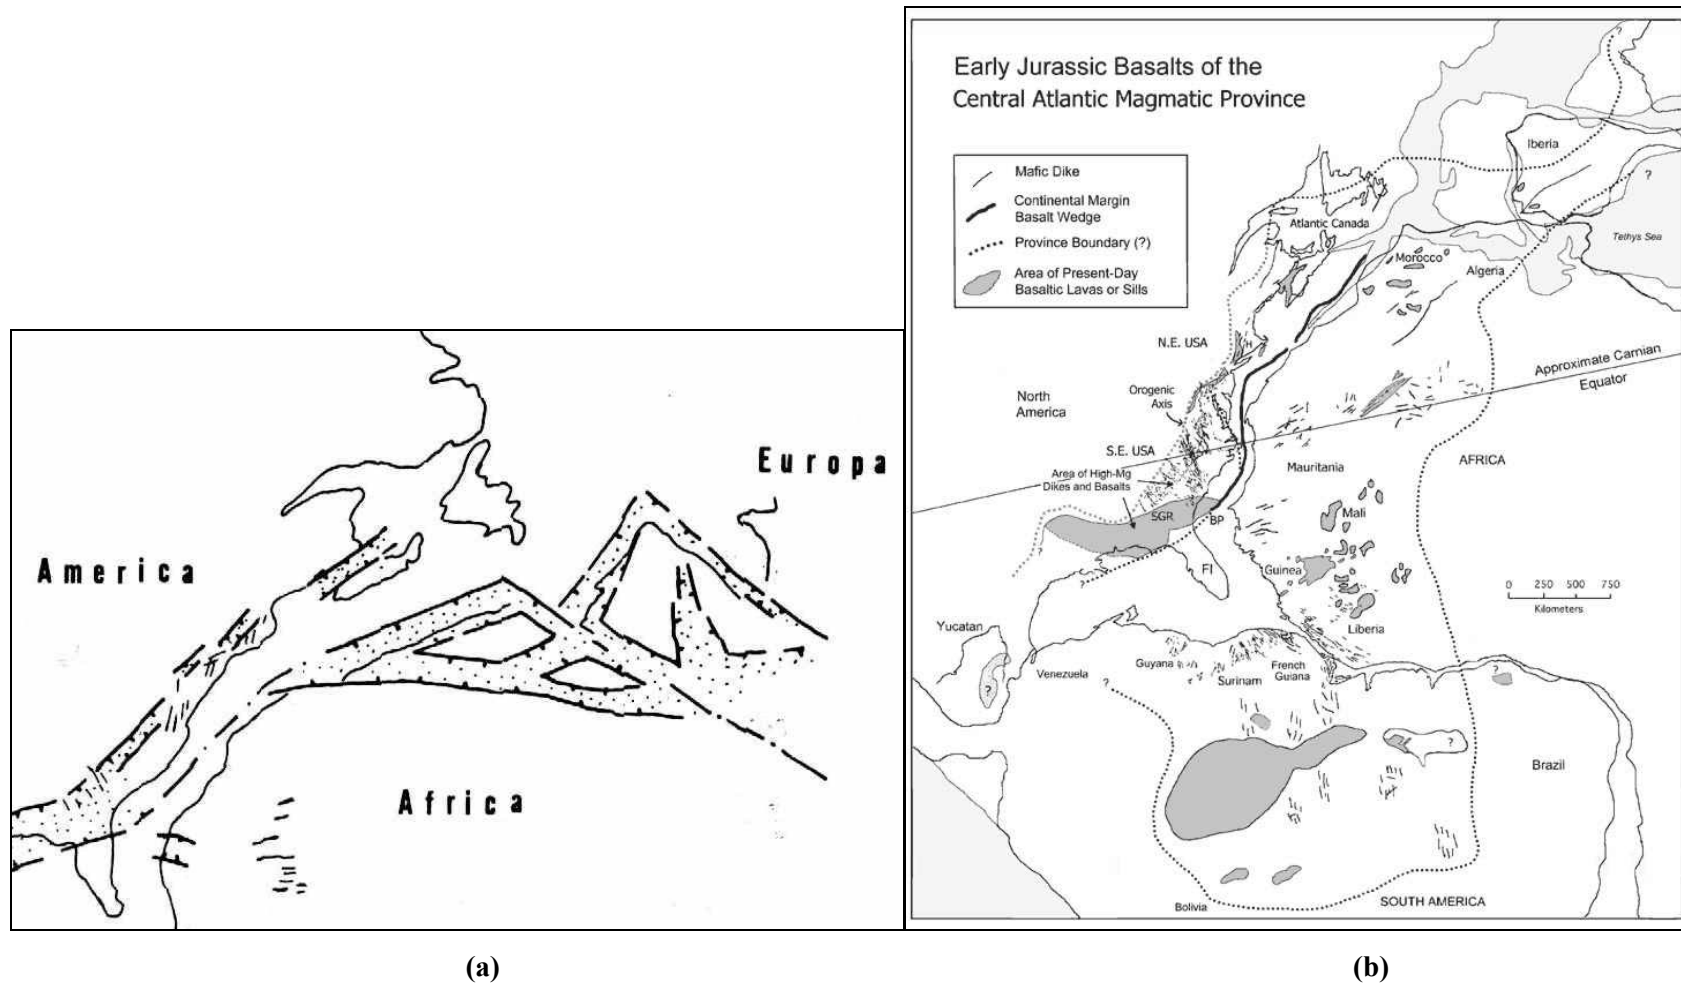 America
Europa
Africa
(a)
Early Jurassic Basalts of the
Central Atlantic Magmatic Province
Mafic Dike
Continental Margin
Basalt Wedge
Province Boundary (?)
Area of Present-Day
Basaltic Lavas or Sills
?
Iberia
?
Tethys Sea
Atlantic Canada
Morocco
Algeria
N.E. USA
H
Approximate Carnian
Equator
North
America
Orogenic
Axis
S.E. USA
H
Area of High-Mg
Dikes and Basalts
Mauritania
AFRICA
SGR
BP
Mali
?
?
FI
Guinea
0 250 500 750
Kilometers
Liberia
Yucatan
?
Venezuela
?
Guyana
Surinam
French
Guiana
?
?
Brazil
Bolivia
SOUTH AMERICA
(b)